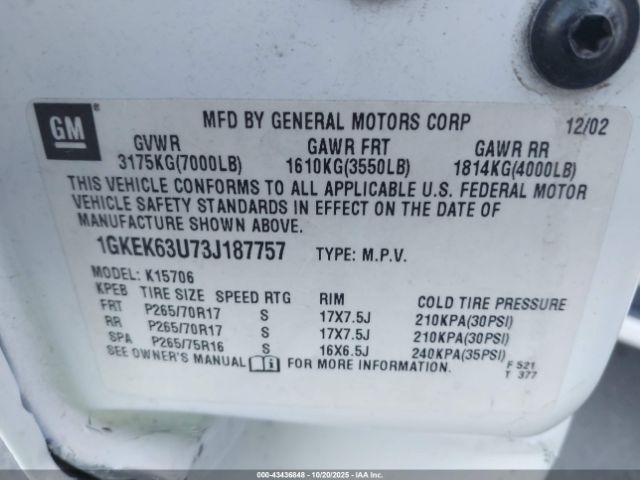 GM
®
MFD BY GENERAL MOTORS CORP 12/02
GVWR GAWR FRT GAWR RR
3175KG(7000LB) 1610KG(3550LB) 1814KG(4000LB)
THIS VEHICLE CONFORMS TO ALL APPLICABLE U.S. FEDERAL MOTOR
VEHICLE SAFETY STANDARDS IN EFFECT ON THE DATE OF
MANUFACTURE SHOWN ABOVE.
1GKEK63U73J187757 TYPE: M.P.V.
MODEL: K15706
KPEB TIRE SIZE SPEED RTG RIM COLD TIRE PRESSURE
FRT P265/70R17 S 17X7.5J 210KPA(30PSI)
RR P265/70R17 S 17X7.5J 210KPA(30PSI)
SPA P265/75R16 S 16X6.5J 240KPA(35PSI)
SEE OWNER'S MANUAL FOR MORE INFORMATION.
F 521
T 377
000-43436848 - 10/20/2025 - IAAI.COM